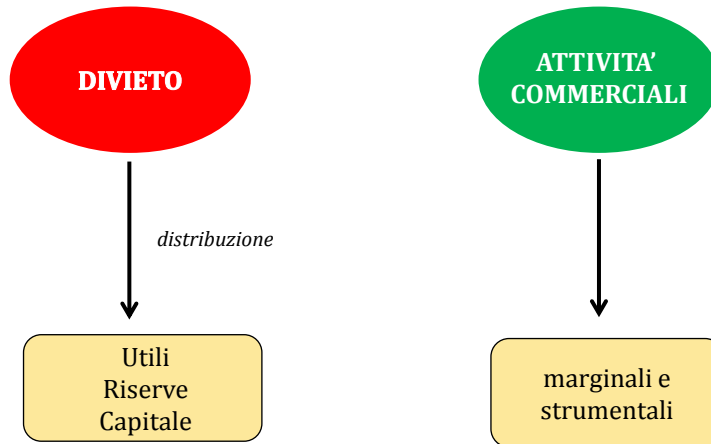 DIVIETO
distribuzione
Utili
Riserve
Capitale
ATTIVITA'
COMMERCIALI
marginali e
strumentali